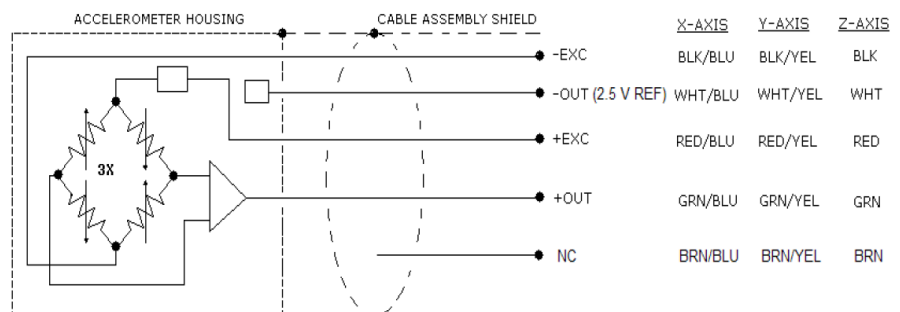 ACCELEROMETER HOUSING CABLE ASSEMBLY SHIELD X-AXIS Y-AXIS Z-AXIS
-EXC BLK/BLU BLK/YEL BLK
-OUT (2.5 V REF) WHT/BLU WHT/YEL WHT
+EXC RED/BLU RED/YEL RED
3X
+OUT GRN/BLU GRN/YEL GRN
NC BRN/BLU BRN/YEL BRN